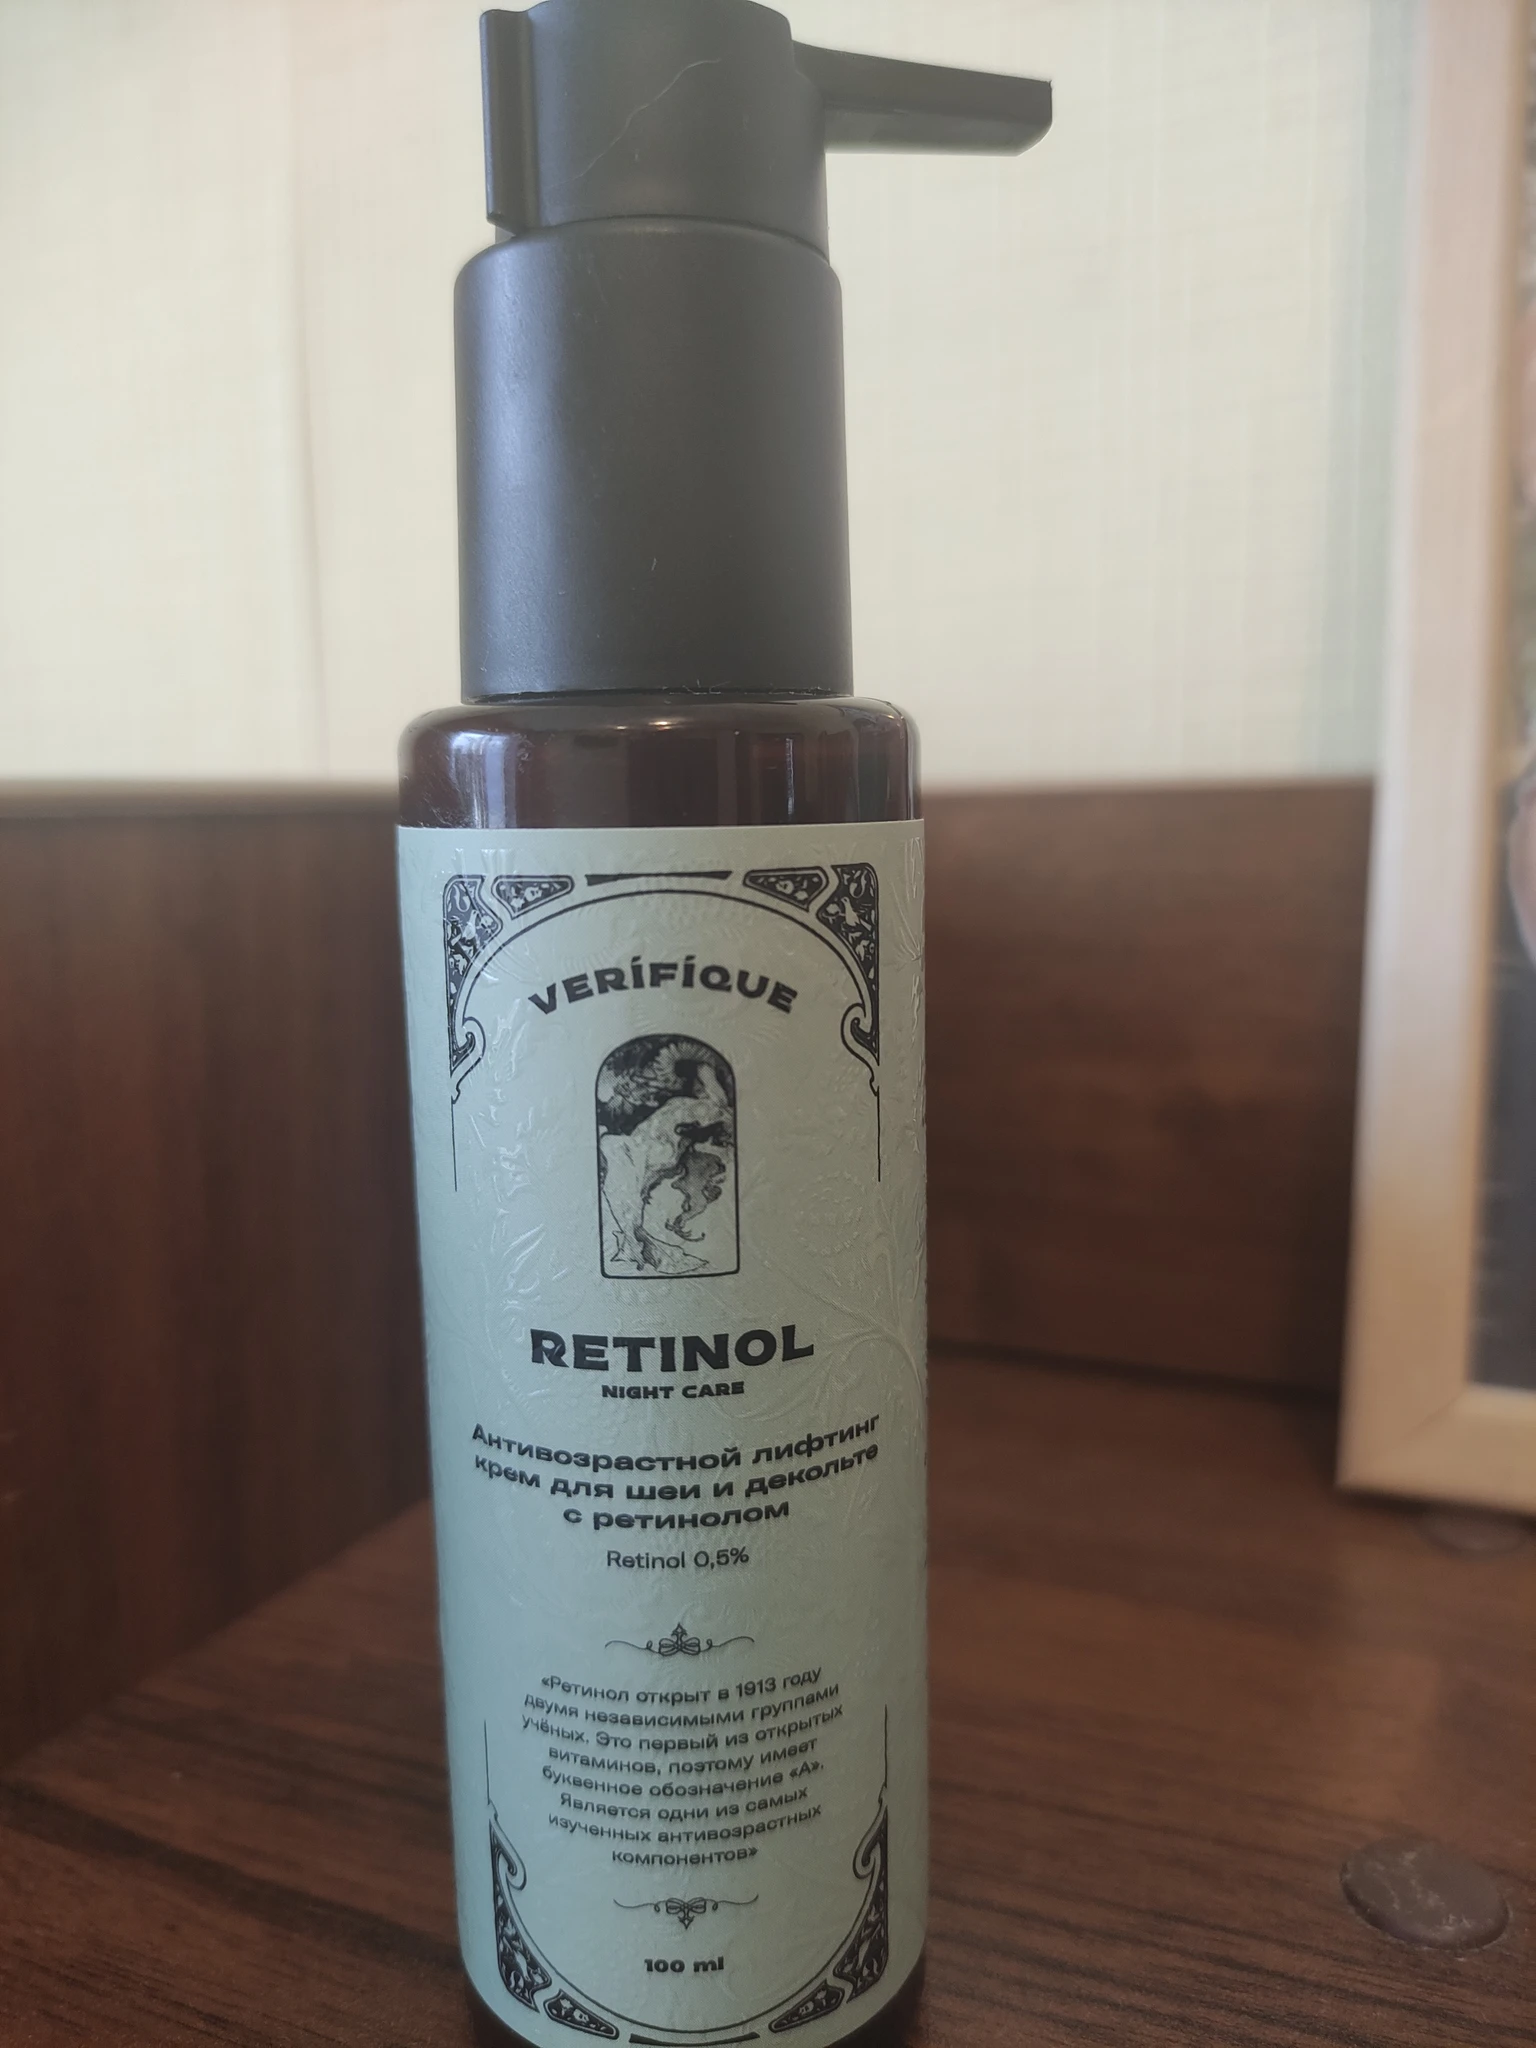 VERÍFÍQUE
RETINOL
NIGHT CARE
Антивозрастной лифтинг
крем для шеи и декольте
с ретинолом
Retinol 0,5%
«Ретинол открыт в 1913 году
двумя независимыми группами
учёных. Это первый из открытых
витаминов, поэтому имеет
буквенное обозначение «А».
Является одни из самых
изученных антивозрастных
компонентов»
100 ml